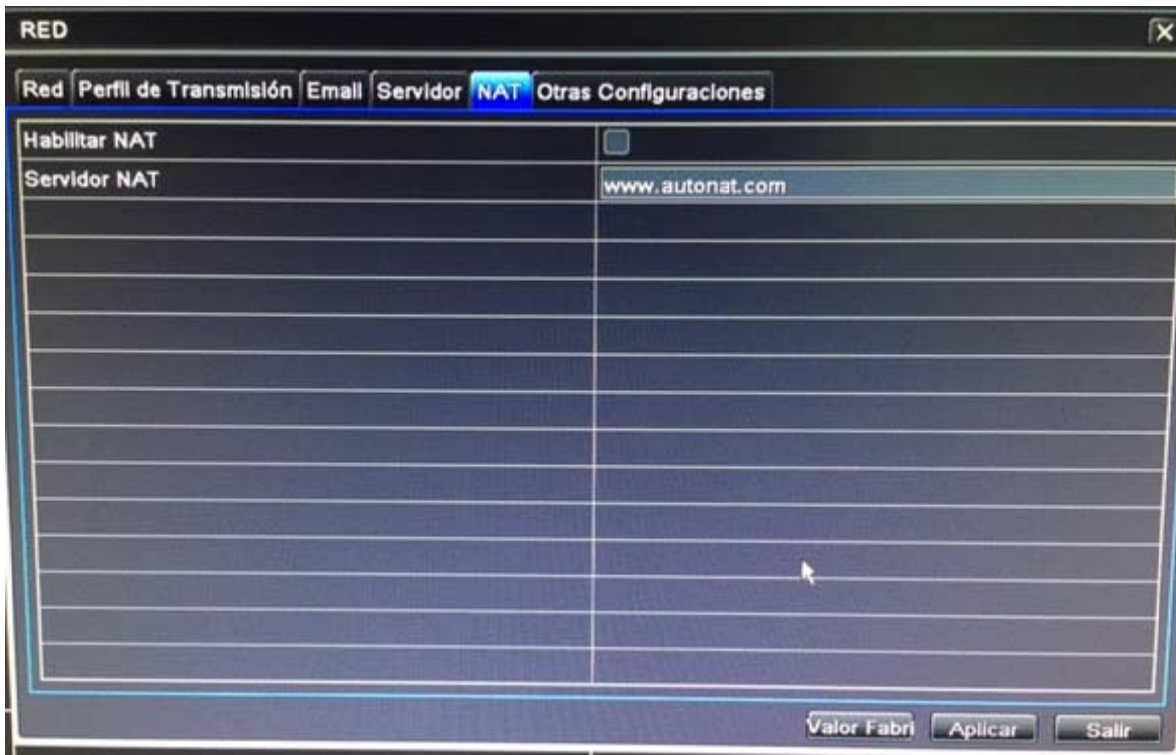 RED
Red Perfil de Transmisión Email Servidor NAT Otras Configuraciones
Habilitar NAT
Servidor NAT www.autonat.com
Valor Fabri Aplicar Salir